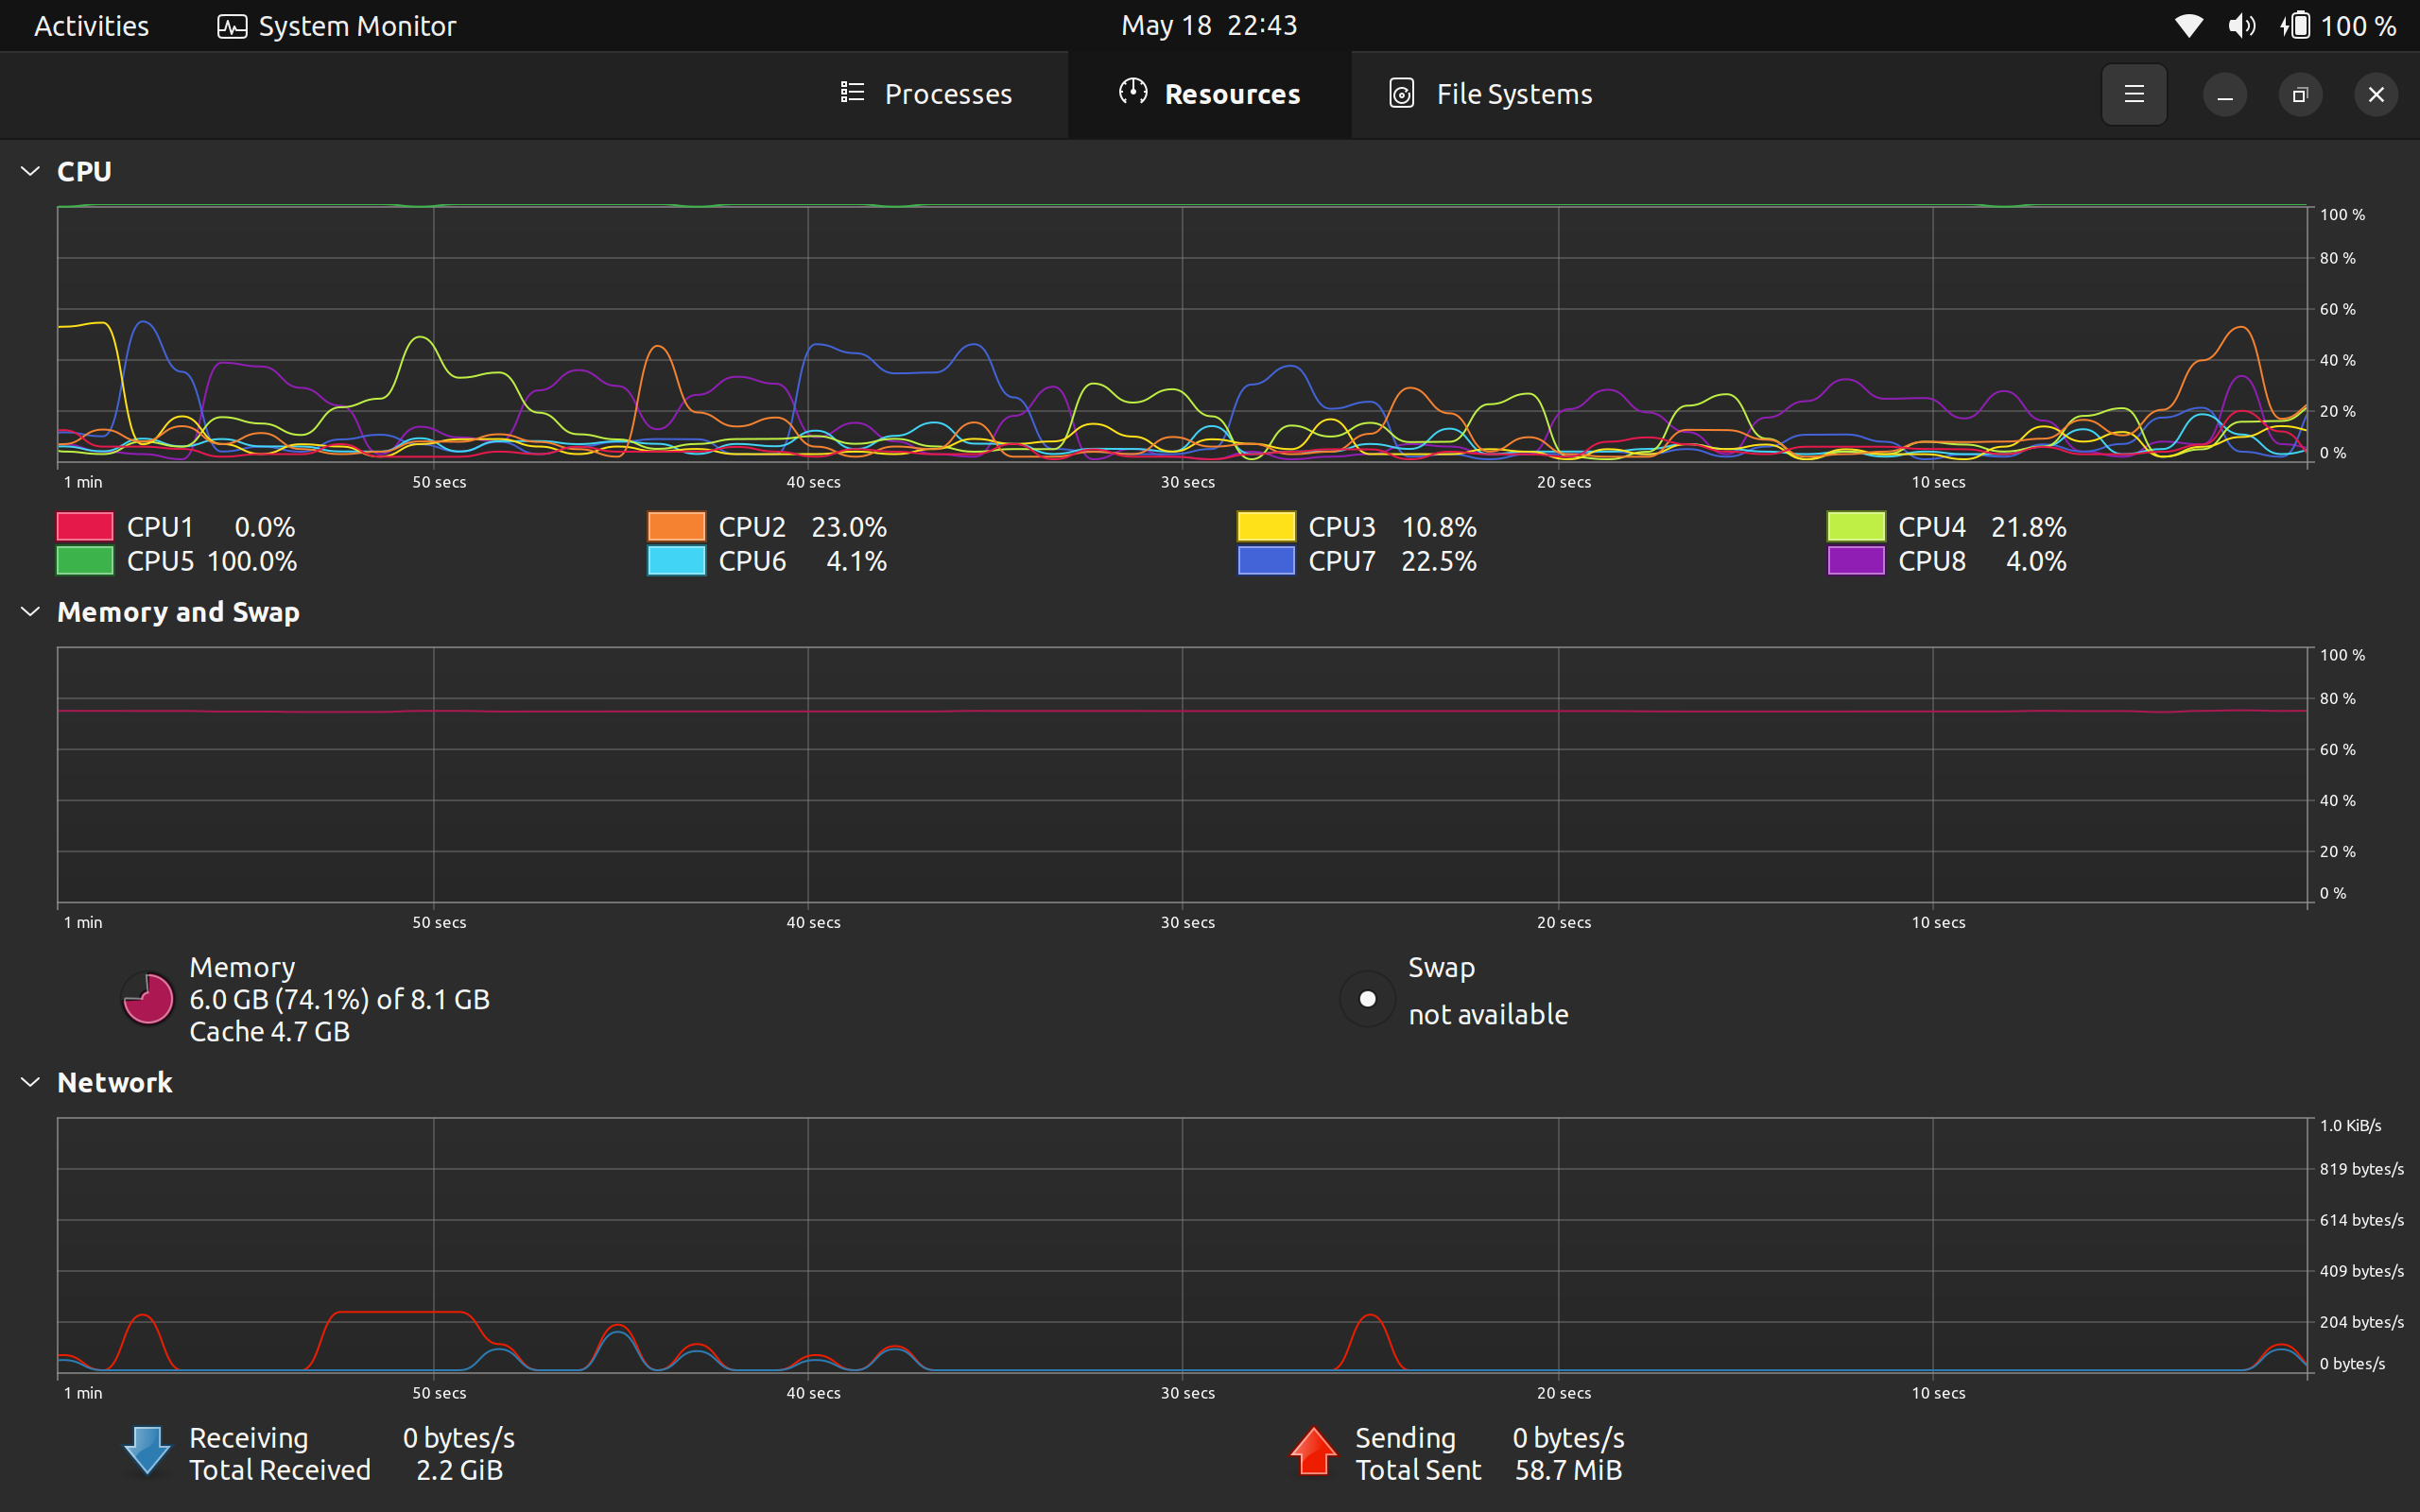 Activities System Monitor May 18 22:43 100 %
Processes Resources File Systems
CPU
100 %
80 %
60 %
40 %
20 %
0 %
1 min 50 secs 40 secs 30 secs 20 secs 10 secs
CPU1 0.0% CPU2 23.0% CPU3 10.8% CPU4 21.8%
CPU5 100.0% CPU6 4.1% CPU7 22.5% CPU8 4.0%
Memory and Swap
100 %
80 %
60 %
40 %
20 %
0 %
1 min 50 secs 40 secs 30 secs 20 secs 10 secs
Memory
6.0 GB (74.1%) of 8.1 GB
Cache 4.7 GB
Swap
not available
Network
1.0 KiB/s
819 bytes/s
614 bytes/s
409 bytes/s
204 bytes/s
0 bytes/s
1 min 50 secs 40 secs 30 secs 20 secs 10 secs
Receiving 0 bytes/s
Total Received 2.2 GiB
Sending 0 bytes/s
Total Sent 58.7 MiB